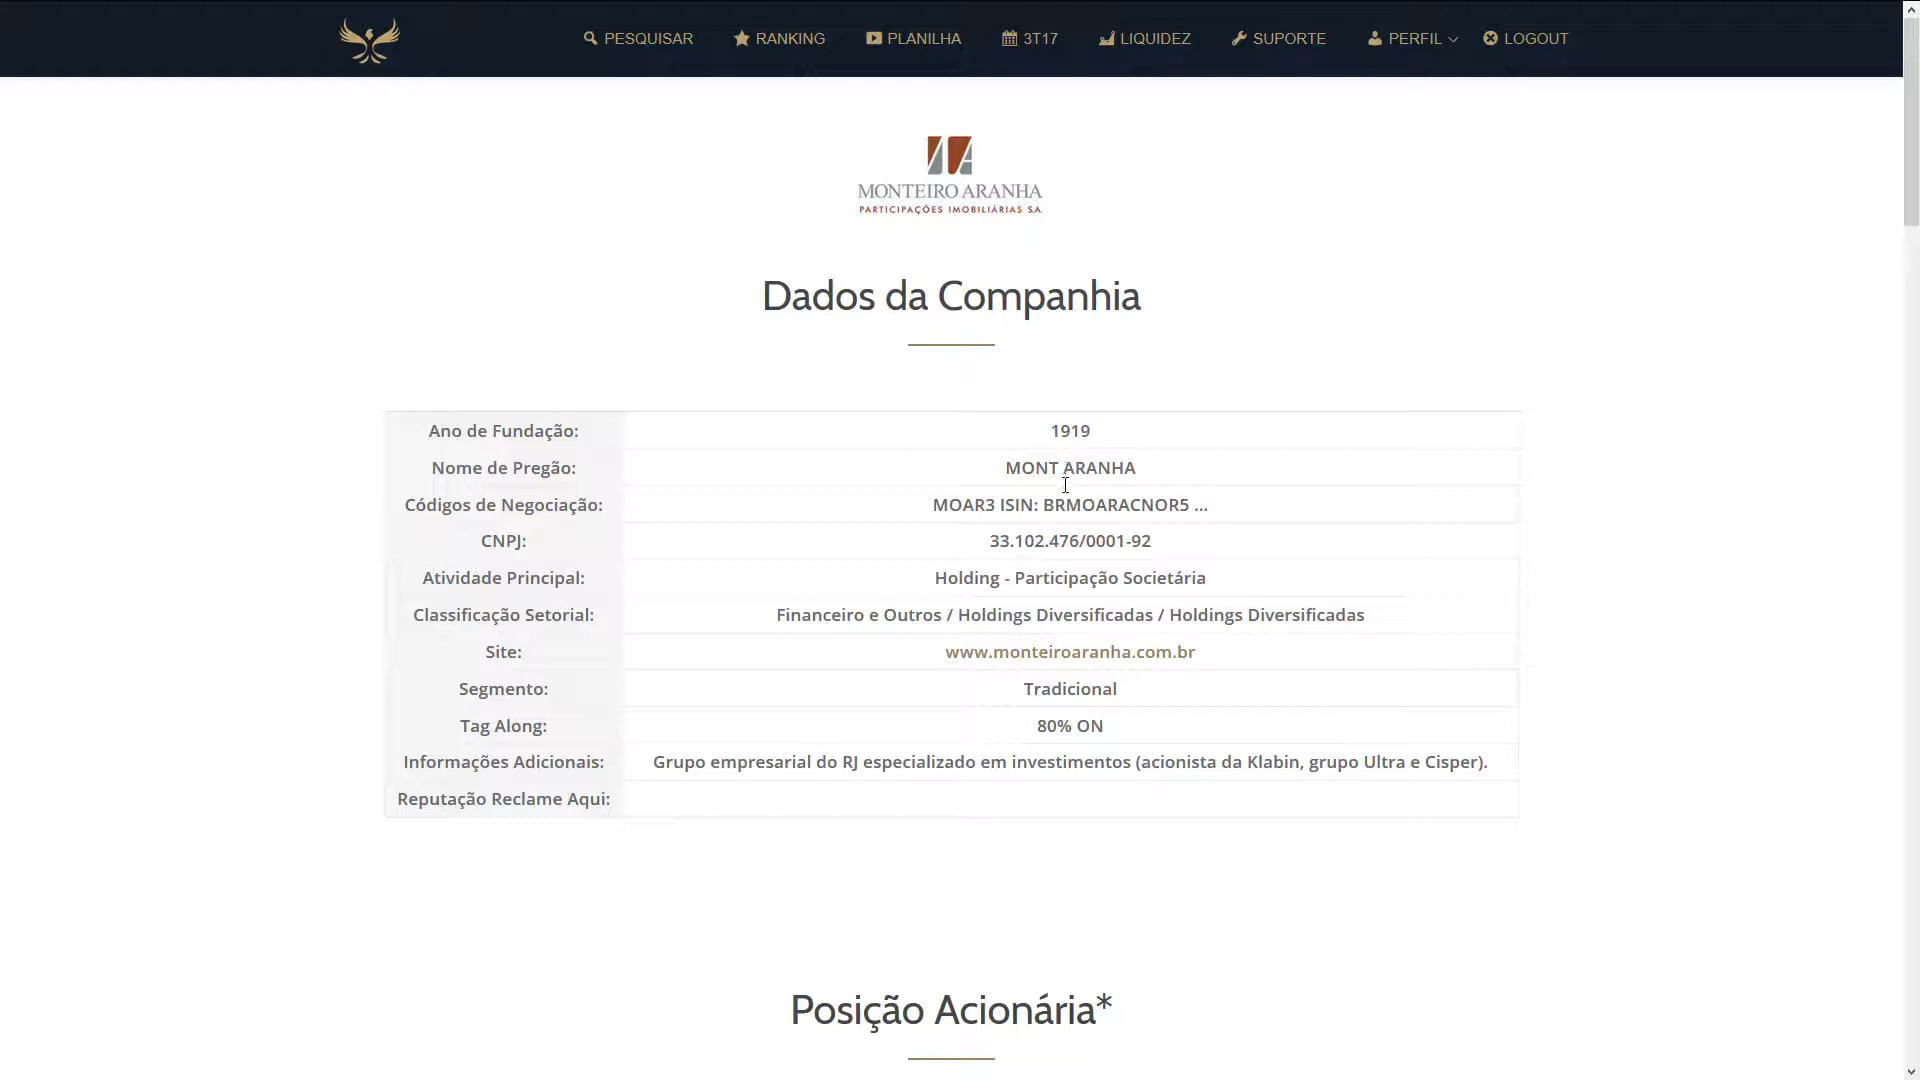 PESQUISAR RANKING PLANILHA 3T17 LIQUIDEZ SUPORTE PERFIL LOGOUT
MONTEIRO ARANHA
PARTICIPAÇÕES IMOBILIÁRIAS S.A.
Dados da Companhia
Ano de Fundação: 1919
Nome de Pregão: MONT ARANHA
Códigos de Negociação: MOAR3 ISIN: BRMOARACNOR5 ...
CNPJ: 33.102.476/0001-92
Atividade Principal: Holding - Participação Societária
Classificação Setorial: Financeiro e Outros / Holdings Diversificadas / Holdings Diversificadas
Site: www.monteiroaranha.com.br
Segmento: Tradicional
Tag Along: 80% ON
Informações Adicionais: Grupo empresarial do RJ especializado em investimentos (acionista da Klabin, grupo Ultra e Cisper).
Reputação Reclame Aqui:
Posição Acionária*